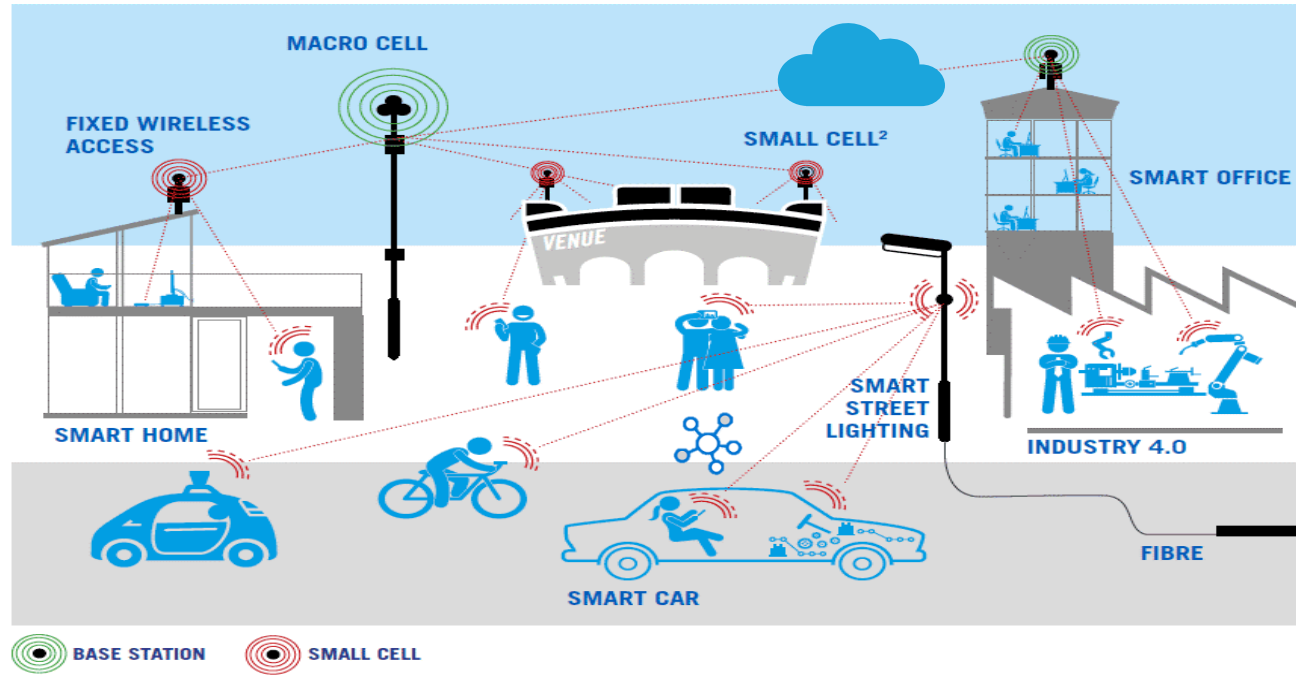 MACRO CELL
FIXED WIRELESS
ACCESS
SMALL CELL²
SMART OFFICE
VENUE
SMART
STREET
LIGHTING
SMART HOME
INDUSTRY 4.0
FIBRE
SMART CAR
BASE STATION
SMALL CELL